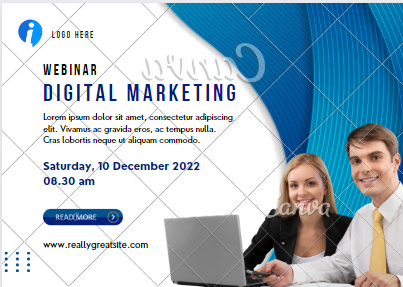 LOGO HERE
Canva
WEBINAR
DIGITAL MARKETING
Lorem ipsum dolor sit amet, consectetur adipiscing
elit. Vivamus ac gravida eros, ac tempus nulla.
Cras lobortis neque ut aliquam commodo.
Saturday, 10 December 2022
08.30 am
Canva
READ MORE
www.reallygreatsite.com